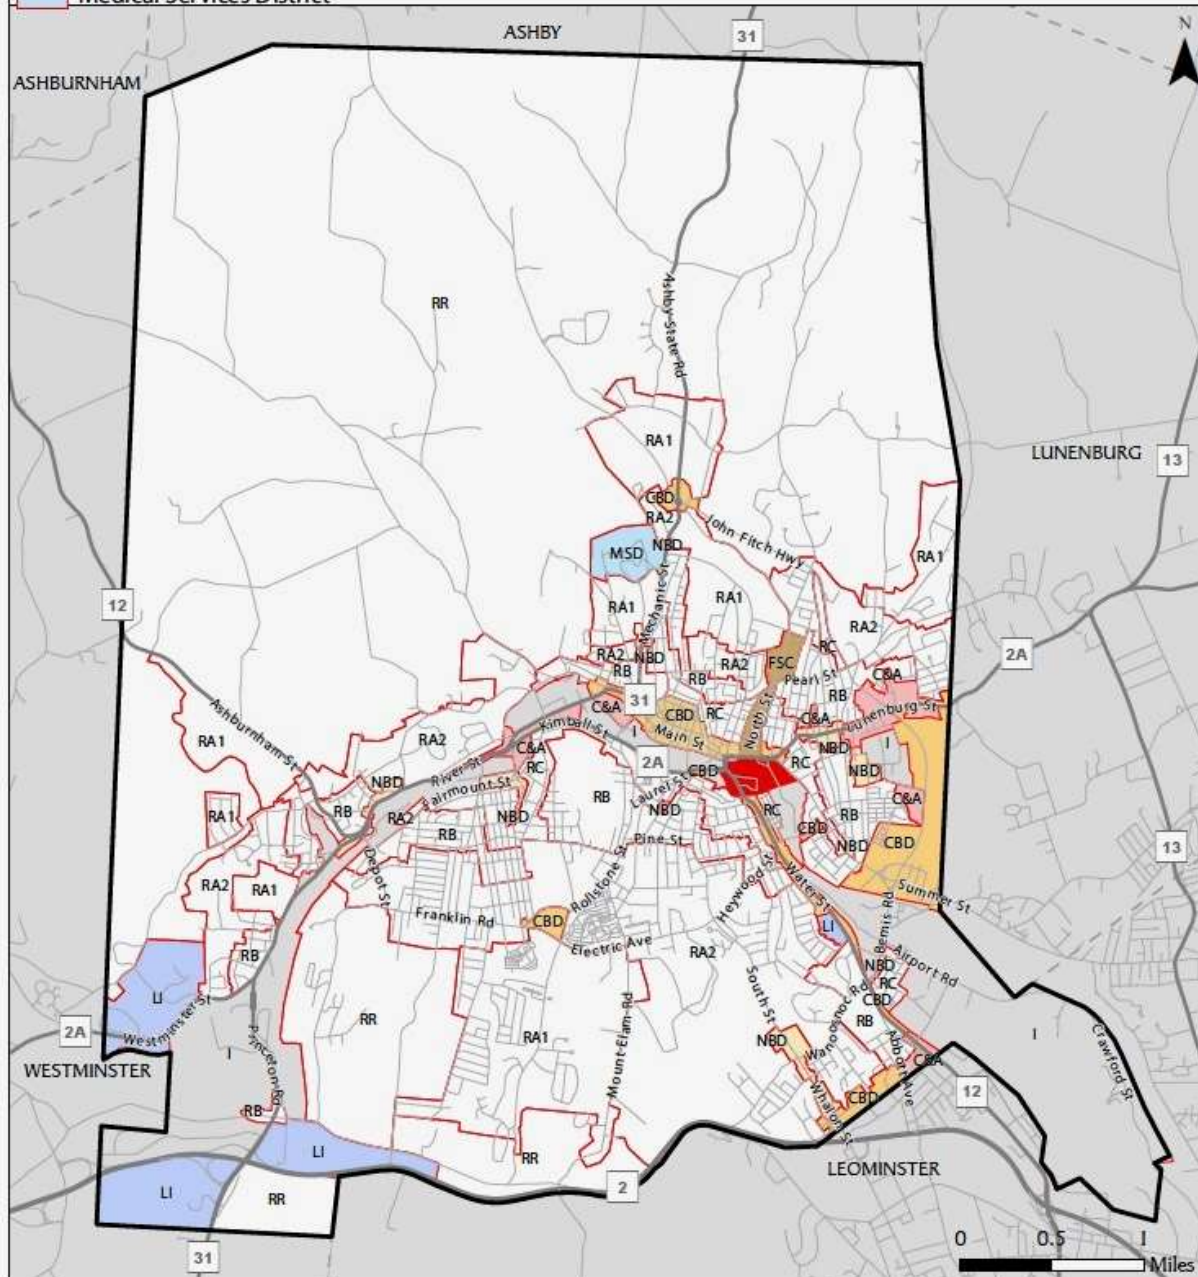 Medical Services District
ASHBY
31
N
ASHBURNHAM
RR
Ashby State Rd
RA1
LUNENBURG
13
CBD
RA2
John Fitch Hwy
MSD
NBD
RA1
RA1
RA1
12
Mechanic St
RA2
RC
2A
RA2
NBD
RA2
FSC
RB
RB
Pearl St
C&A
RB
31
C&A
CBD
RC
North St
C&A
Lunenburg St
Ashburnham St
RA1
RA2
Kimball St
I
Main St
C&A
RC
2A
CBD
RC
NBD
I
NBD
NBD
River St
Fairmount St
RB
Laurel St
NBD
C&A
RA1
RB
RA2
NBD
RC
RB
13
RB
Pine St
CBD
NBD
CBD
Depot St
Rollstone St
Heywood St
Water St
Summer St
RA2
RA1
Franklin Rd
CBD
Electric Ave
LI
Bemis Rd
RB
RA2
NBD
Airport Rd
RC
LI
South St
CBD
Westminster St
RR
Mount Elam Rd
Wanoosnoc Rd
RB
2A
I
Princeton Rd
RA1
NBD
Abbott Ave
C&A
I
Crawford St
WESTMINSTER
12
RB
Whalon St
CBD
LI
RR
LEOMINSTER
LI
RR
2
31
0
0.5
1
Miles